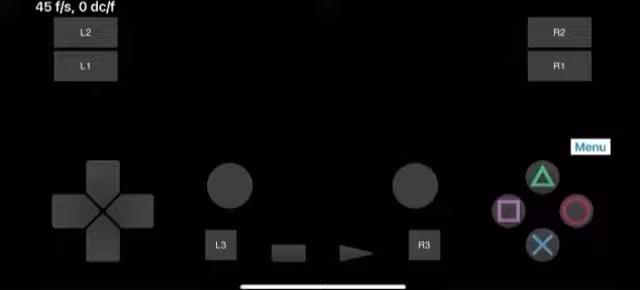 45 f/s, 0 dc/f
L2
R2
L1
R1
Menu
L3
R3